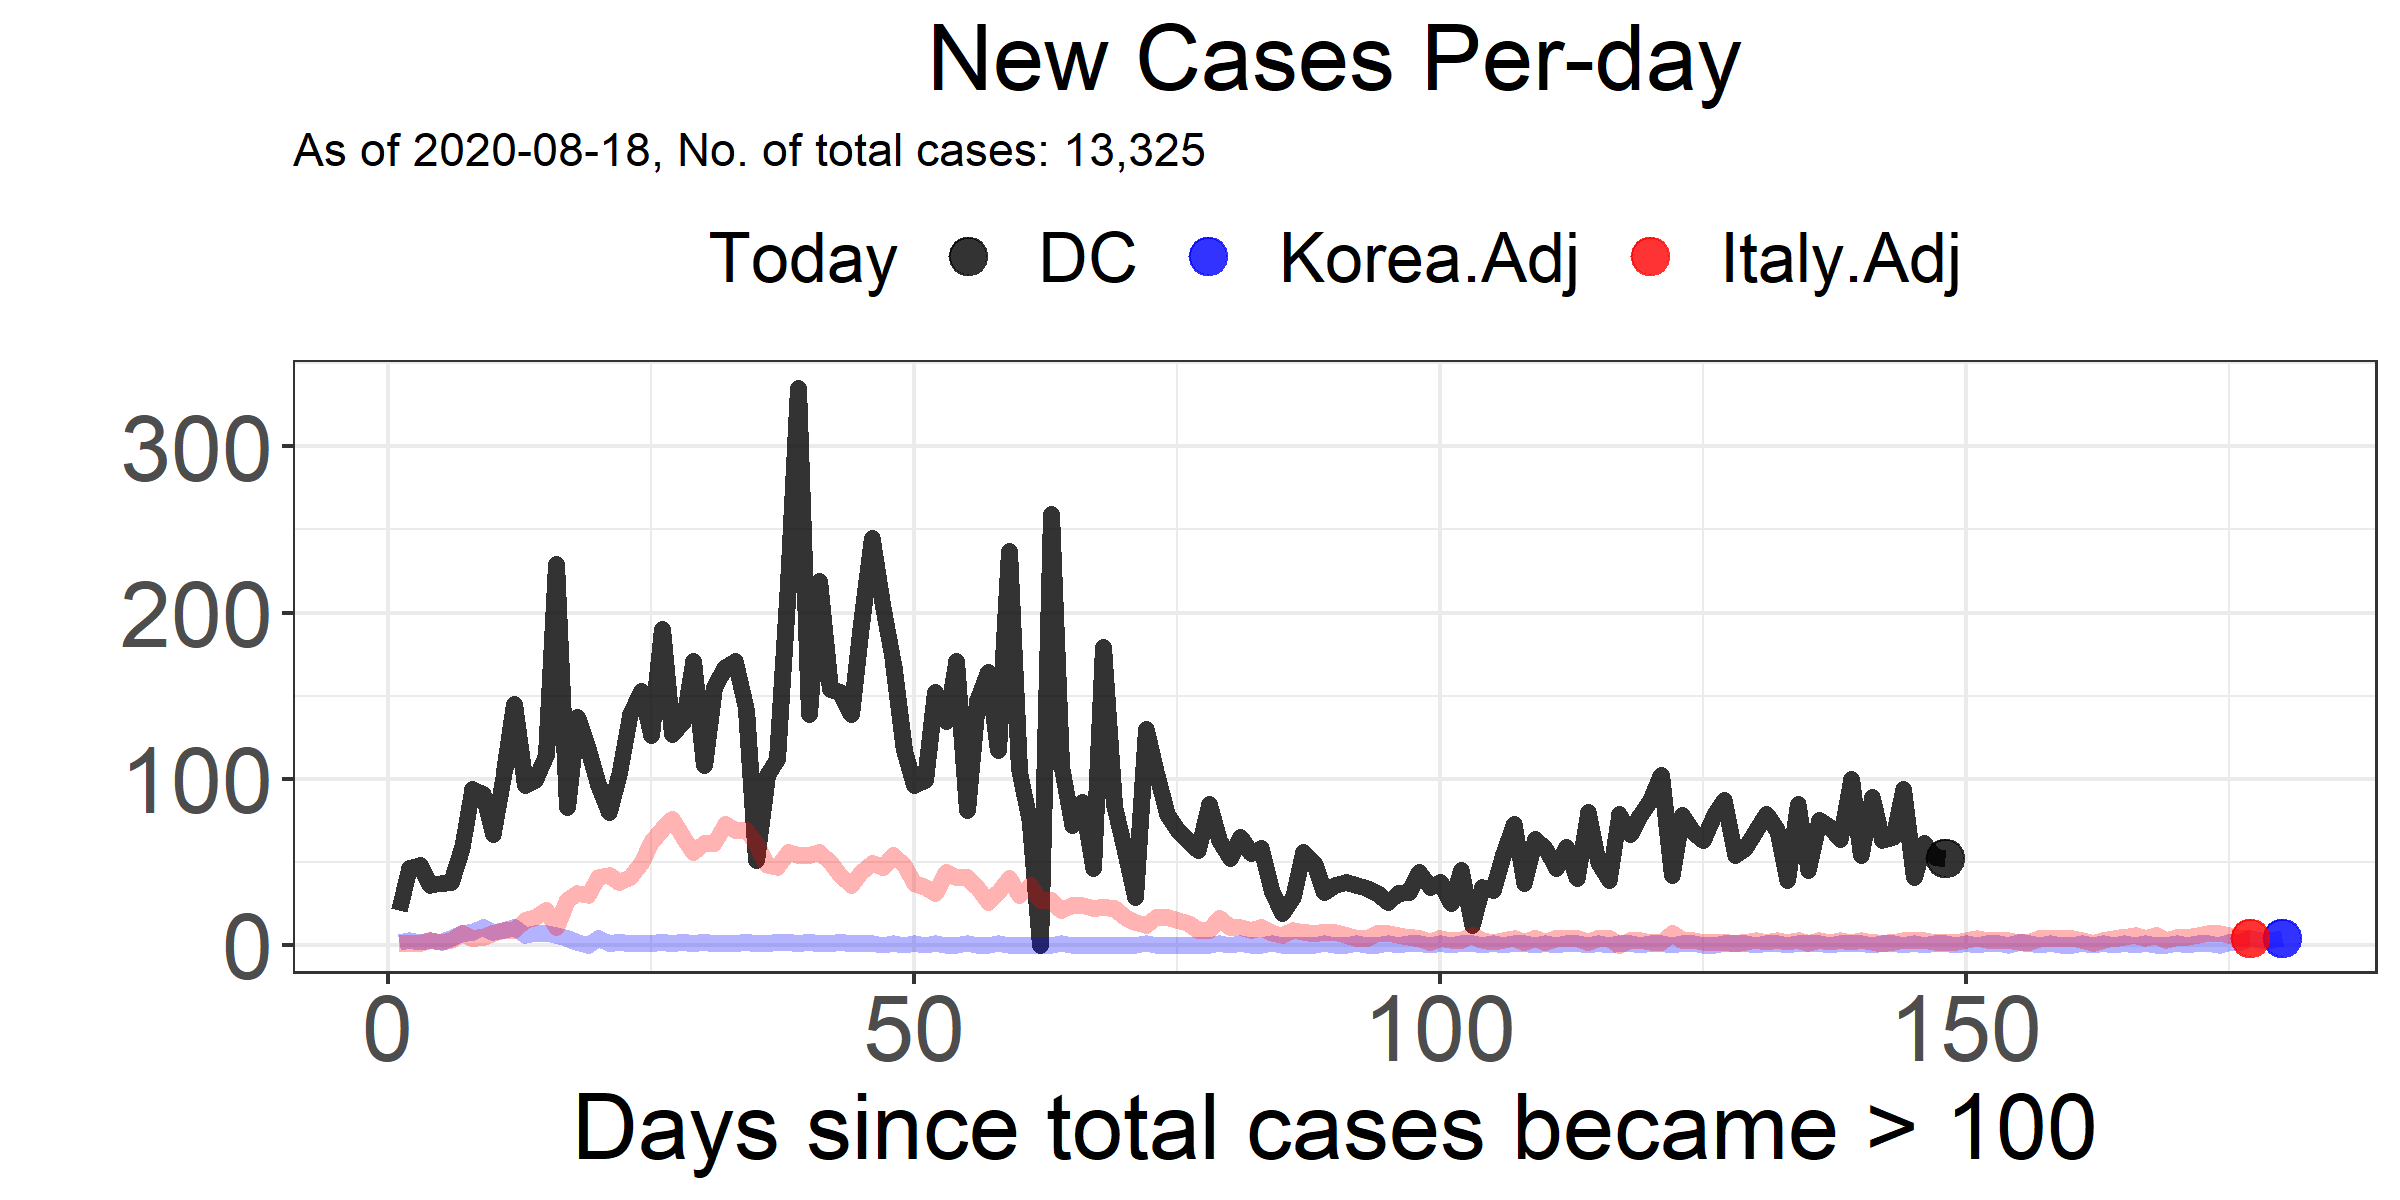 New Cases Per-day
As of 2020-08-18, No. of total cases: 13,325
Today DC Korea.Adj Italy.Adj
300
200
100
0
0 50 100 150
Days since total cases became > 100